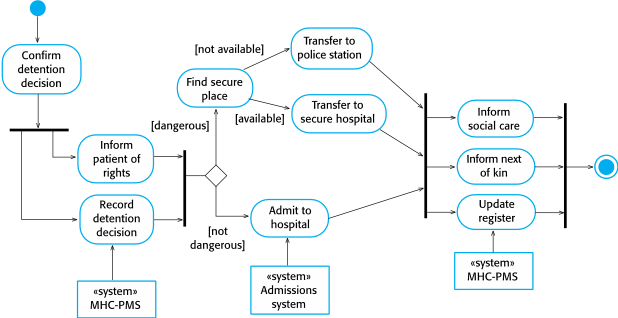 Confirm
detention
decision
Inform
patient of
rights
Record
detention
decision
«system»
MHC-PMS
[dangerous]
[not
dangerous]
Find secure
place
[not available]
[available]
Transfer to
police station
Transfer to
secure hospital
Admit to
hospital
«system»
Admissions
system
Inform
social care
Inform next
of kin
Update
register
«system»
MHC-PMS